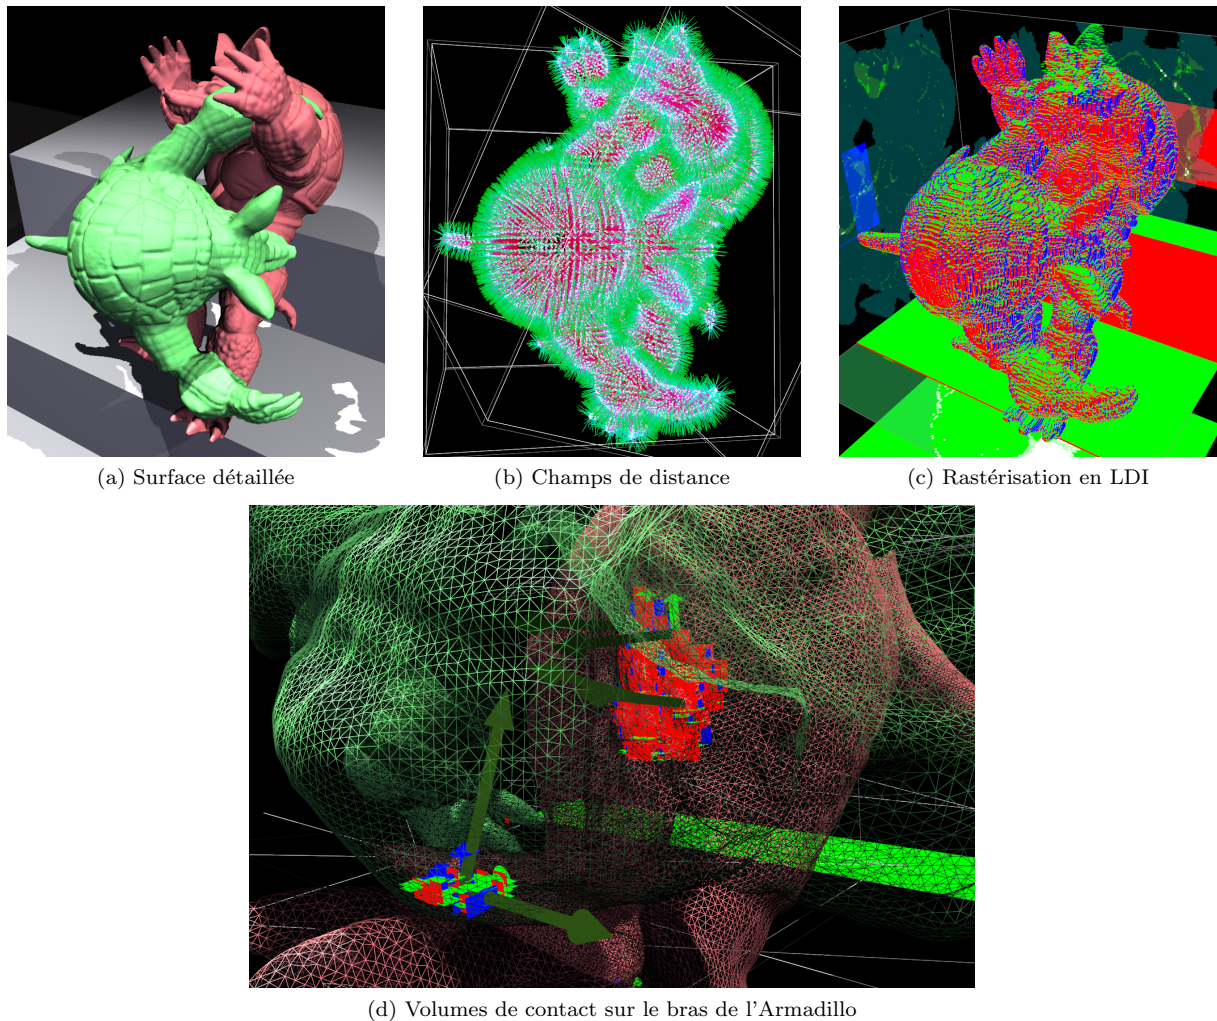 (a) Surface détaillée
(b) Champs de distance
(c) Rastérisation en LDI
(d) Volumes de contact sur le bras de l'Armadillo